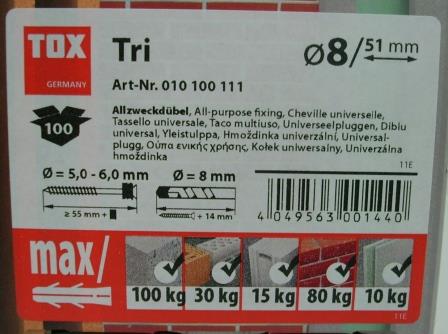 TOX
GERMANY
Tri
Ø8/51 mm
Art-Nr. 010 100 111
100
Allzweckdübel, All-purpose fixing, Cheville universelle,
Tassello universale, Taco multiuso, Universeelpluggen, Diblu
universal, Yleistulppa, Hmoždinka univerzální, Universal-
plugg, Ούπα ενικής χρήσης, Kołek uniwersalny, Univerzálna
hmoždinka
11E
Ø = 5,0 - 6,0 mm
Ø = 8 mm
≥ 55 mm +
+ 14 mm
4 049563 001440
max/
100 kg 30 kg 15 kg 80 kg 10 kg
11E